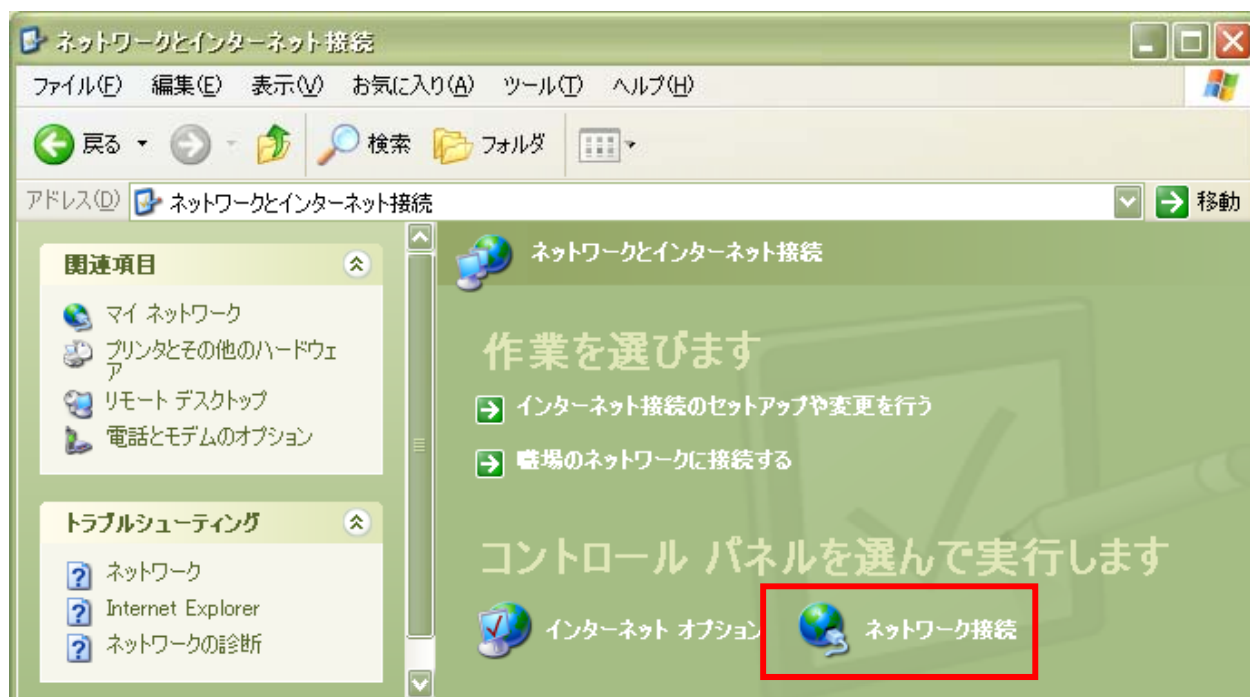 ネットワークとインターネット接続
ファイル(F) 編集(E) 表示(V) お気に入り(A) ツール(T) ヘルプ(H)
戻る 検索 フォルダ
アドレス(D) ネットワークとインターネット接続 移動
関連項目
マイ ネットワーク
プリンタとその他のハードウェ
ア
リモート デスクトップ
電話とモデムのオプション
トラブルシューティング
ネットワーク
Internet Explorer
ネットワークの診断
ネットワークとインターネット接続
作業を選びます
インターネット接続のセットアップや変更を行う
職場のネットワークに接続する
コントロール パネルを選んで実行します
インターネット オプション
ネットワーク接続